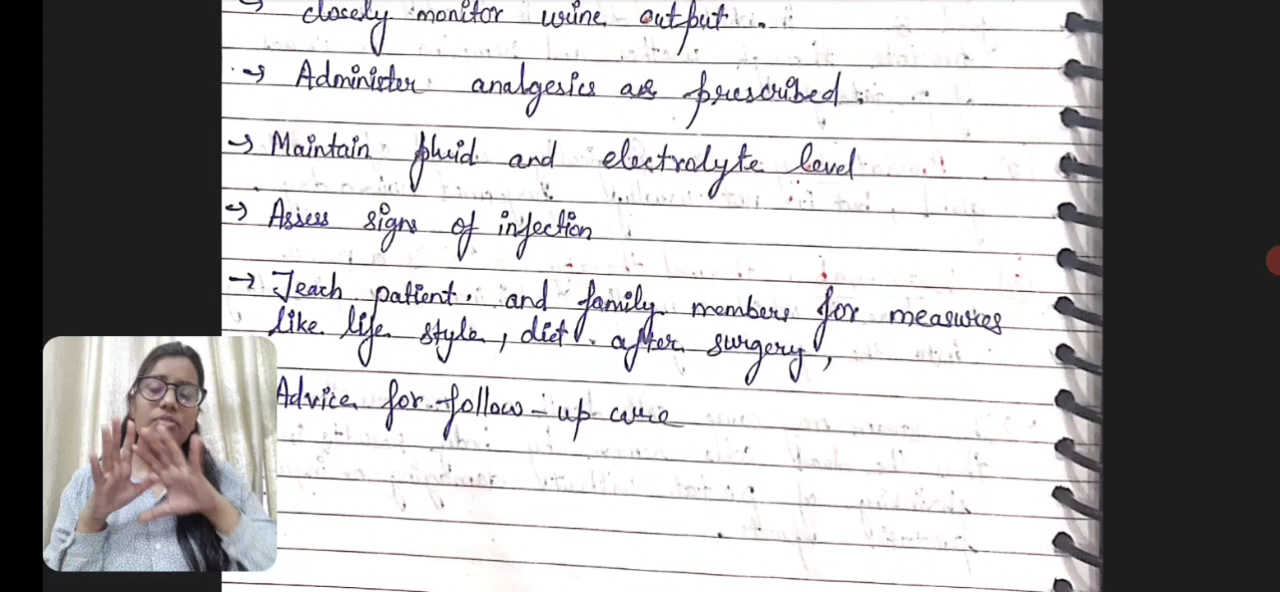 → closely monitor urine output.
→ Administer analgesics as prescribed.
→ Maintain fluid and electrolyte level
→ Assess signs of infection
→ Teach patient and family members for measures
like life style, diet after surgery,
Advice for follow-up care